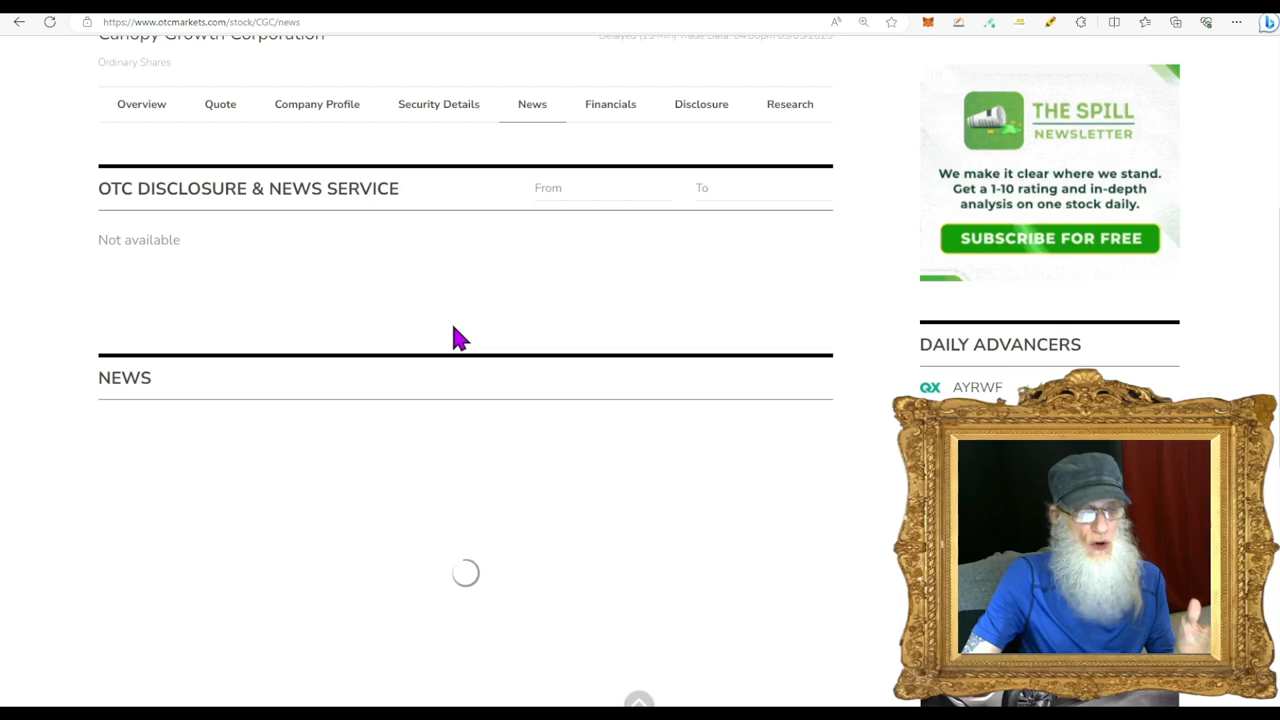 https://www.otcmarkets.com/stock/CGC/news
Canopy Growth Corporation
Ordinary Shares
Overview
Quote
Company Profile
Security Details
News
Financials
Disclosure
Research
OTC DISCLOSURE & NEWS SERVICE
From
To
Not available
NEWS
THE SPILL
NEWSLETTER
We make it clear where we stand.
Get a 1-10 rating and in-depth
analysis on one stock daily.
SUBSCRIBE FOR FREE
DAILY ADVANCERS
QX AYRWF